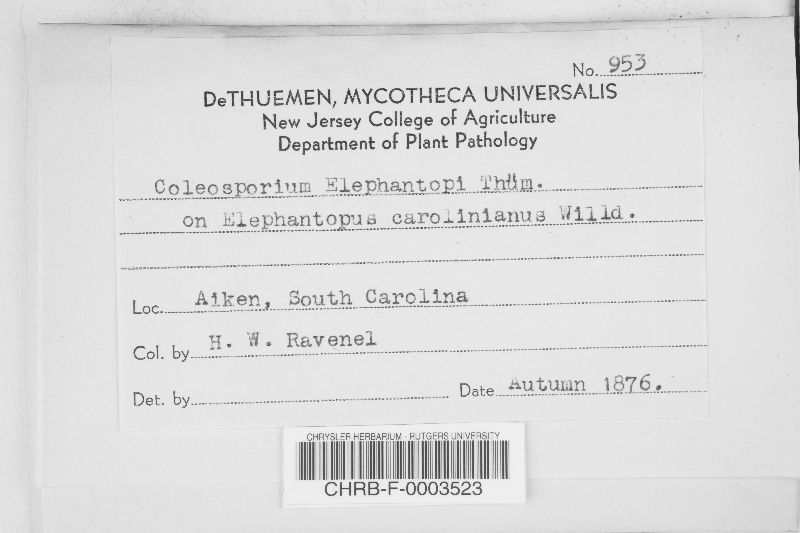 No. 953
DeTHUEMEN, MYCOTHECA UNIVERSALIS
New Jersey College of Agriculture
Department of Plant Pathology
Coleosporium Elephantopi Thüm.
on Elephantopus carolinianus Willd.
Loc. Aiken, South Carolina
Col. by H. W. Ravenel
Det. by
Date Autumn 1876.
CHRYSLER HERBARIUM - RUTGERS UNIVERSITY
CHRB-F-0003523